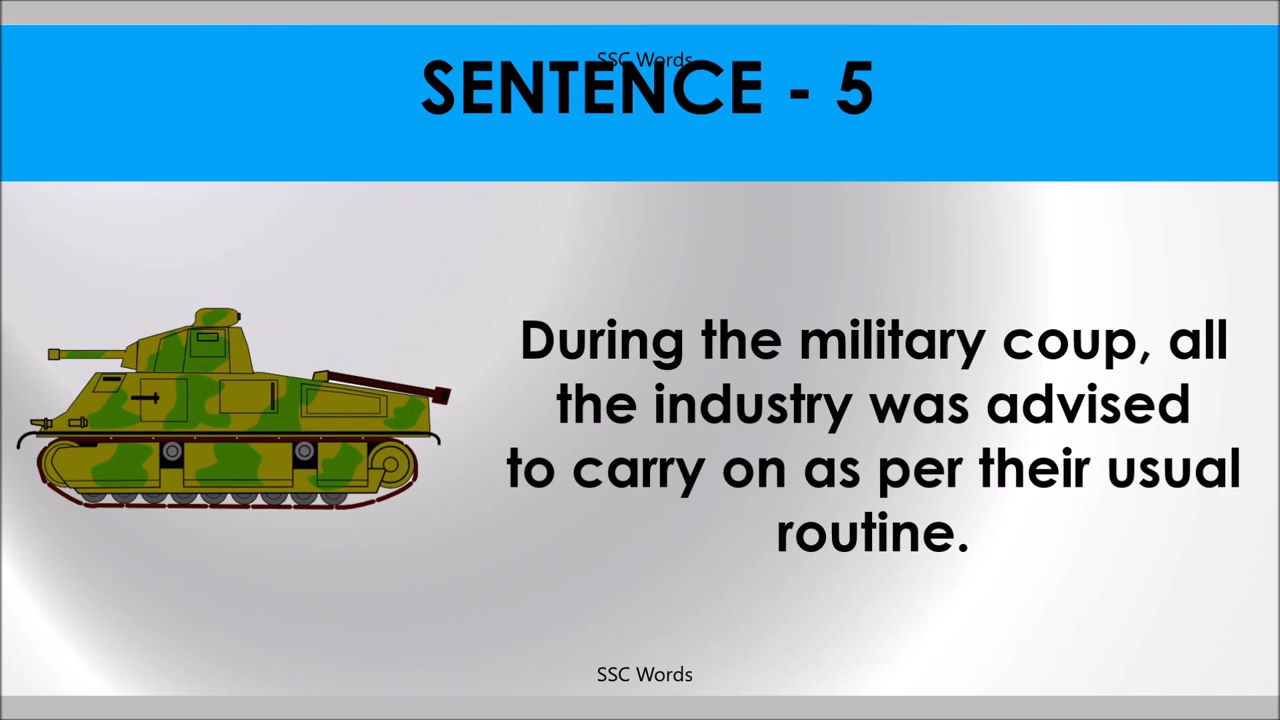 SSC Words
SENTENCE - 5
During the military coup, all
the industry was advised
to carry on as per their usual
routine.
SSC Words